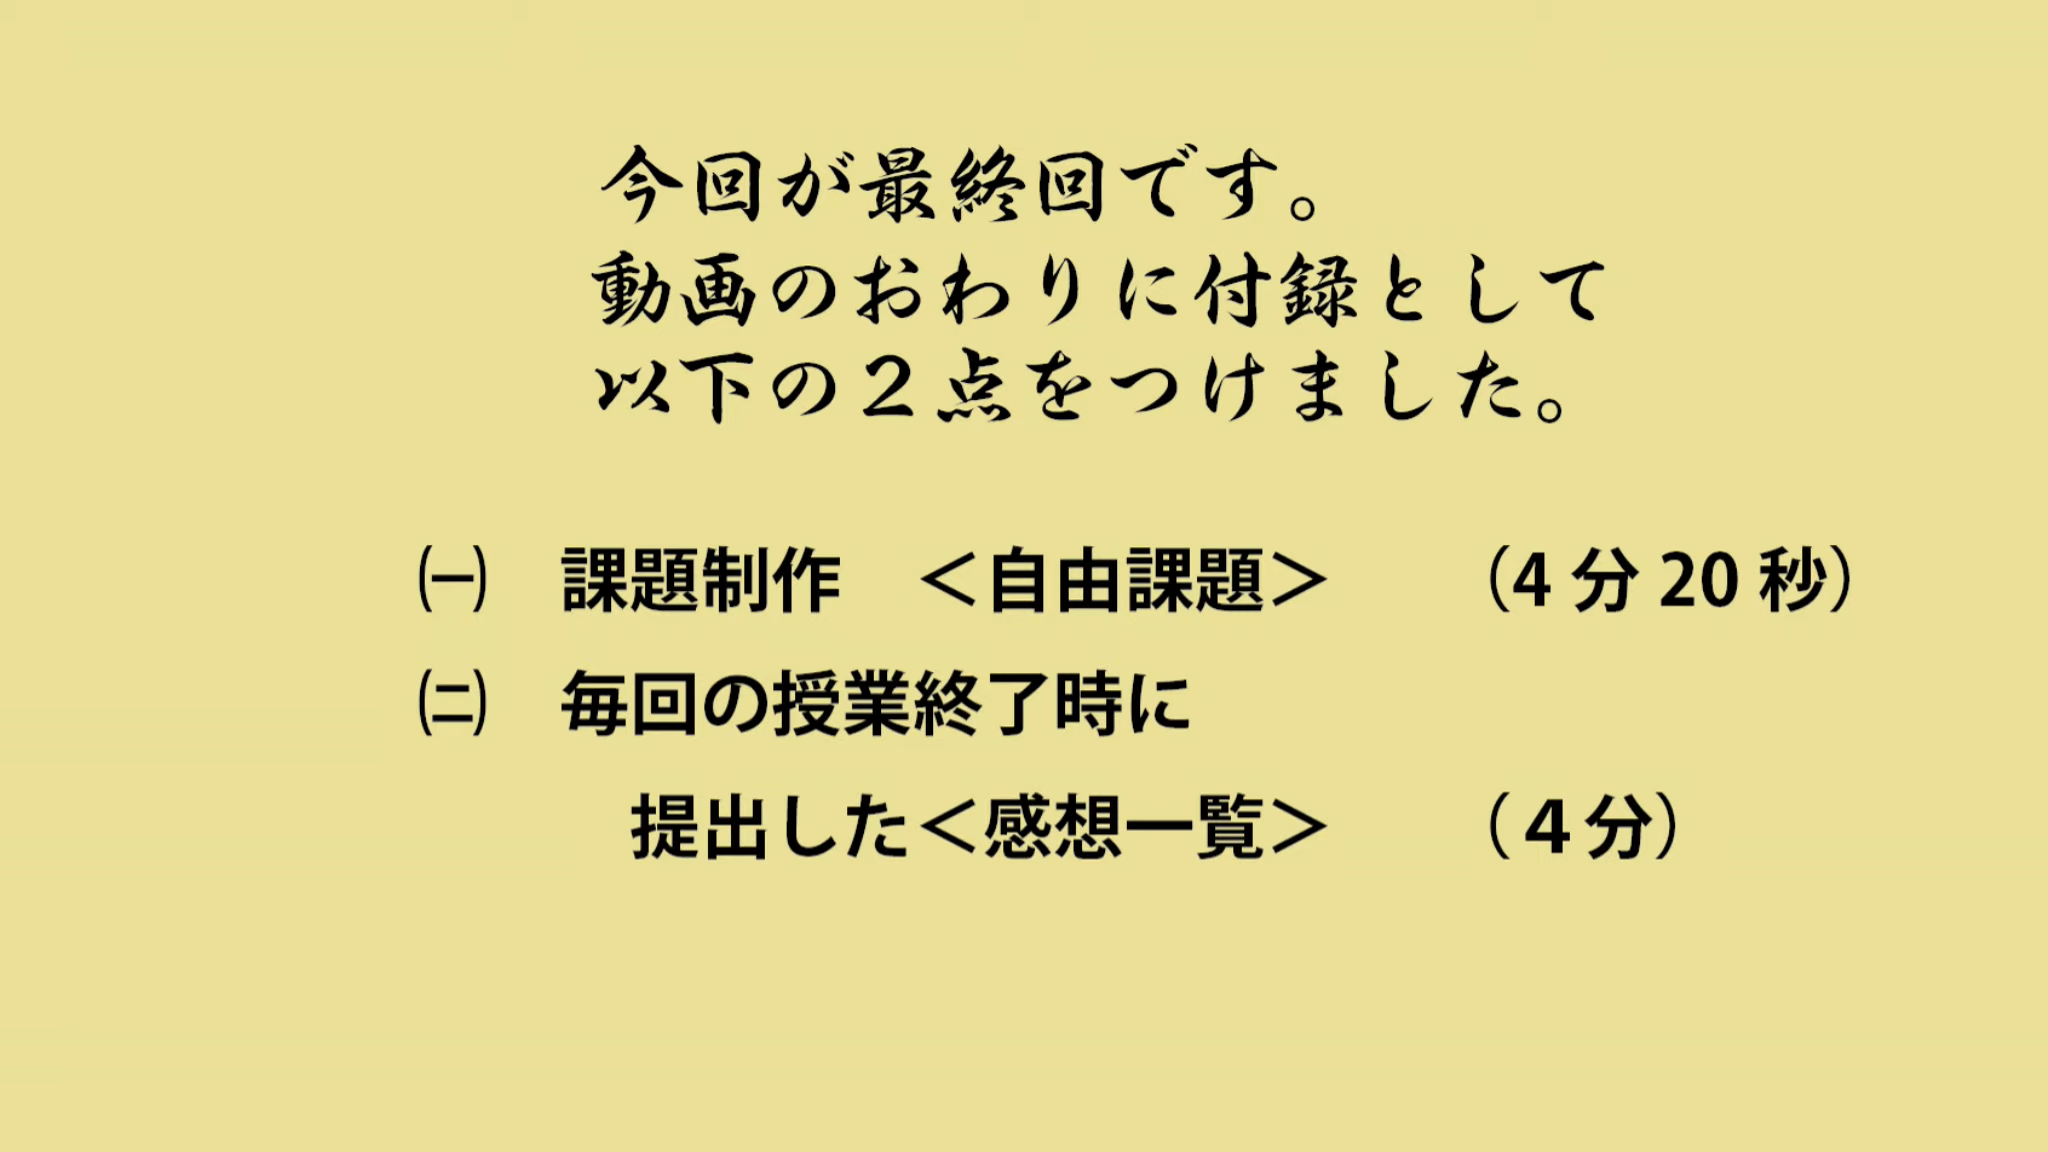 今回が最終回です。
動画のおわりに付録として
以下の２点をつけました。
㈠　課題制作　＜自由課題＞　　（4 分 20 秒）
㈡　毎回の授業終了時に
提出した＜感想一覧＞　　（４分）